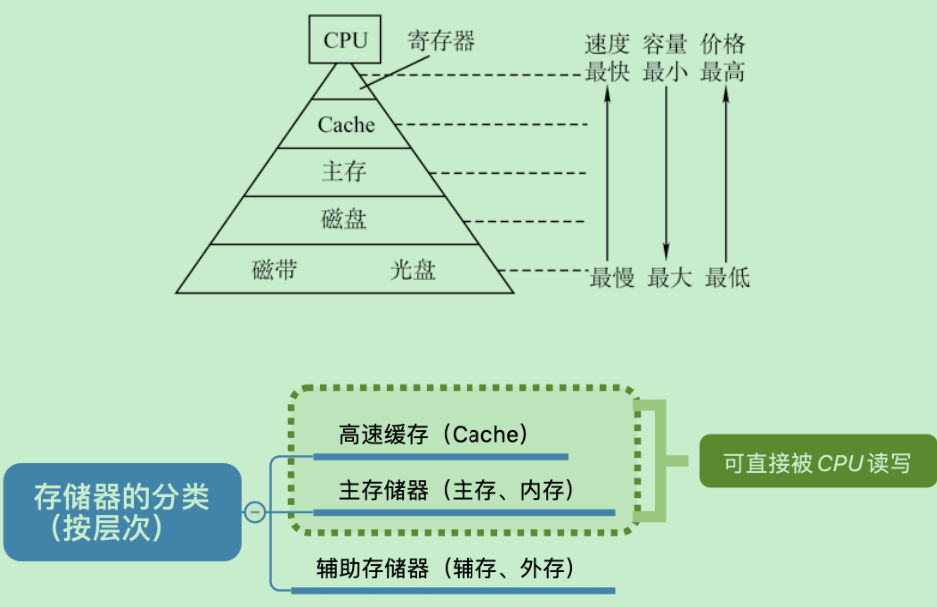 CPU
寄存器
速度 容量 价格
最快 最小 最高
Cache
主存
磁盘
磁带 光盘
最慢 最大 最低
高速缓存（Cache）
可直接被CPU读写
主存储器（主存、内存）
存储器的分类
（按层次）
辅助存储器（辅存、外存）